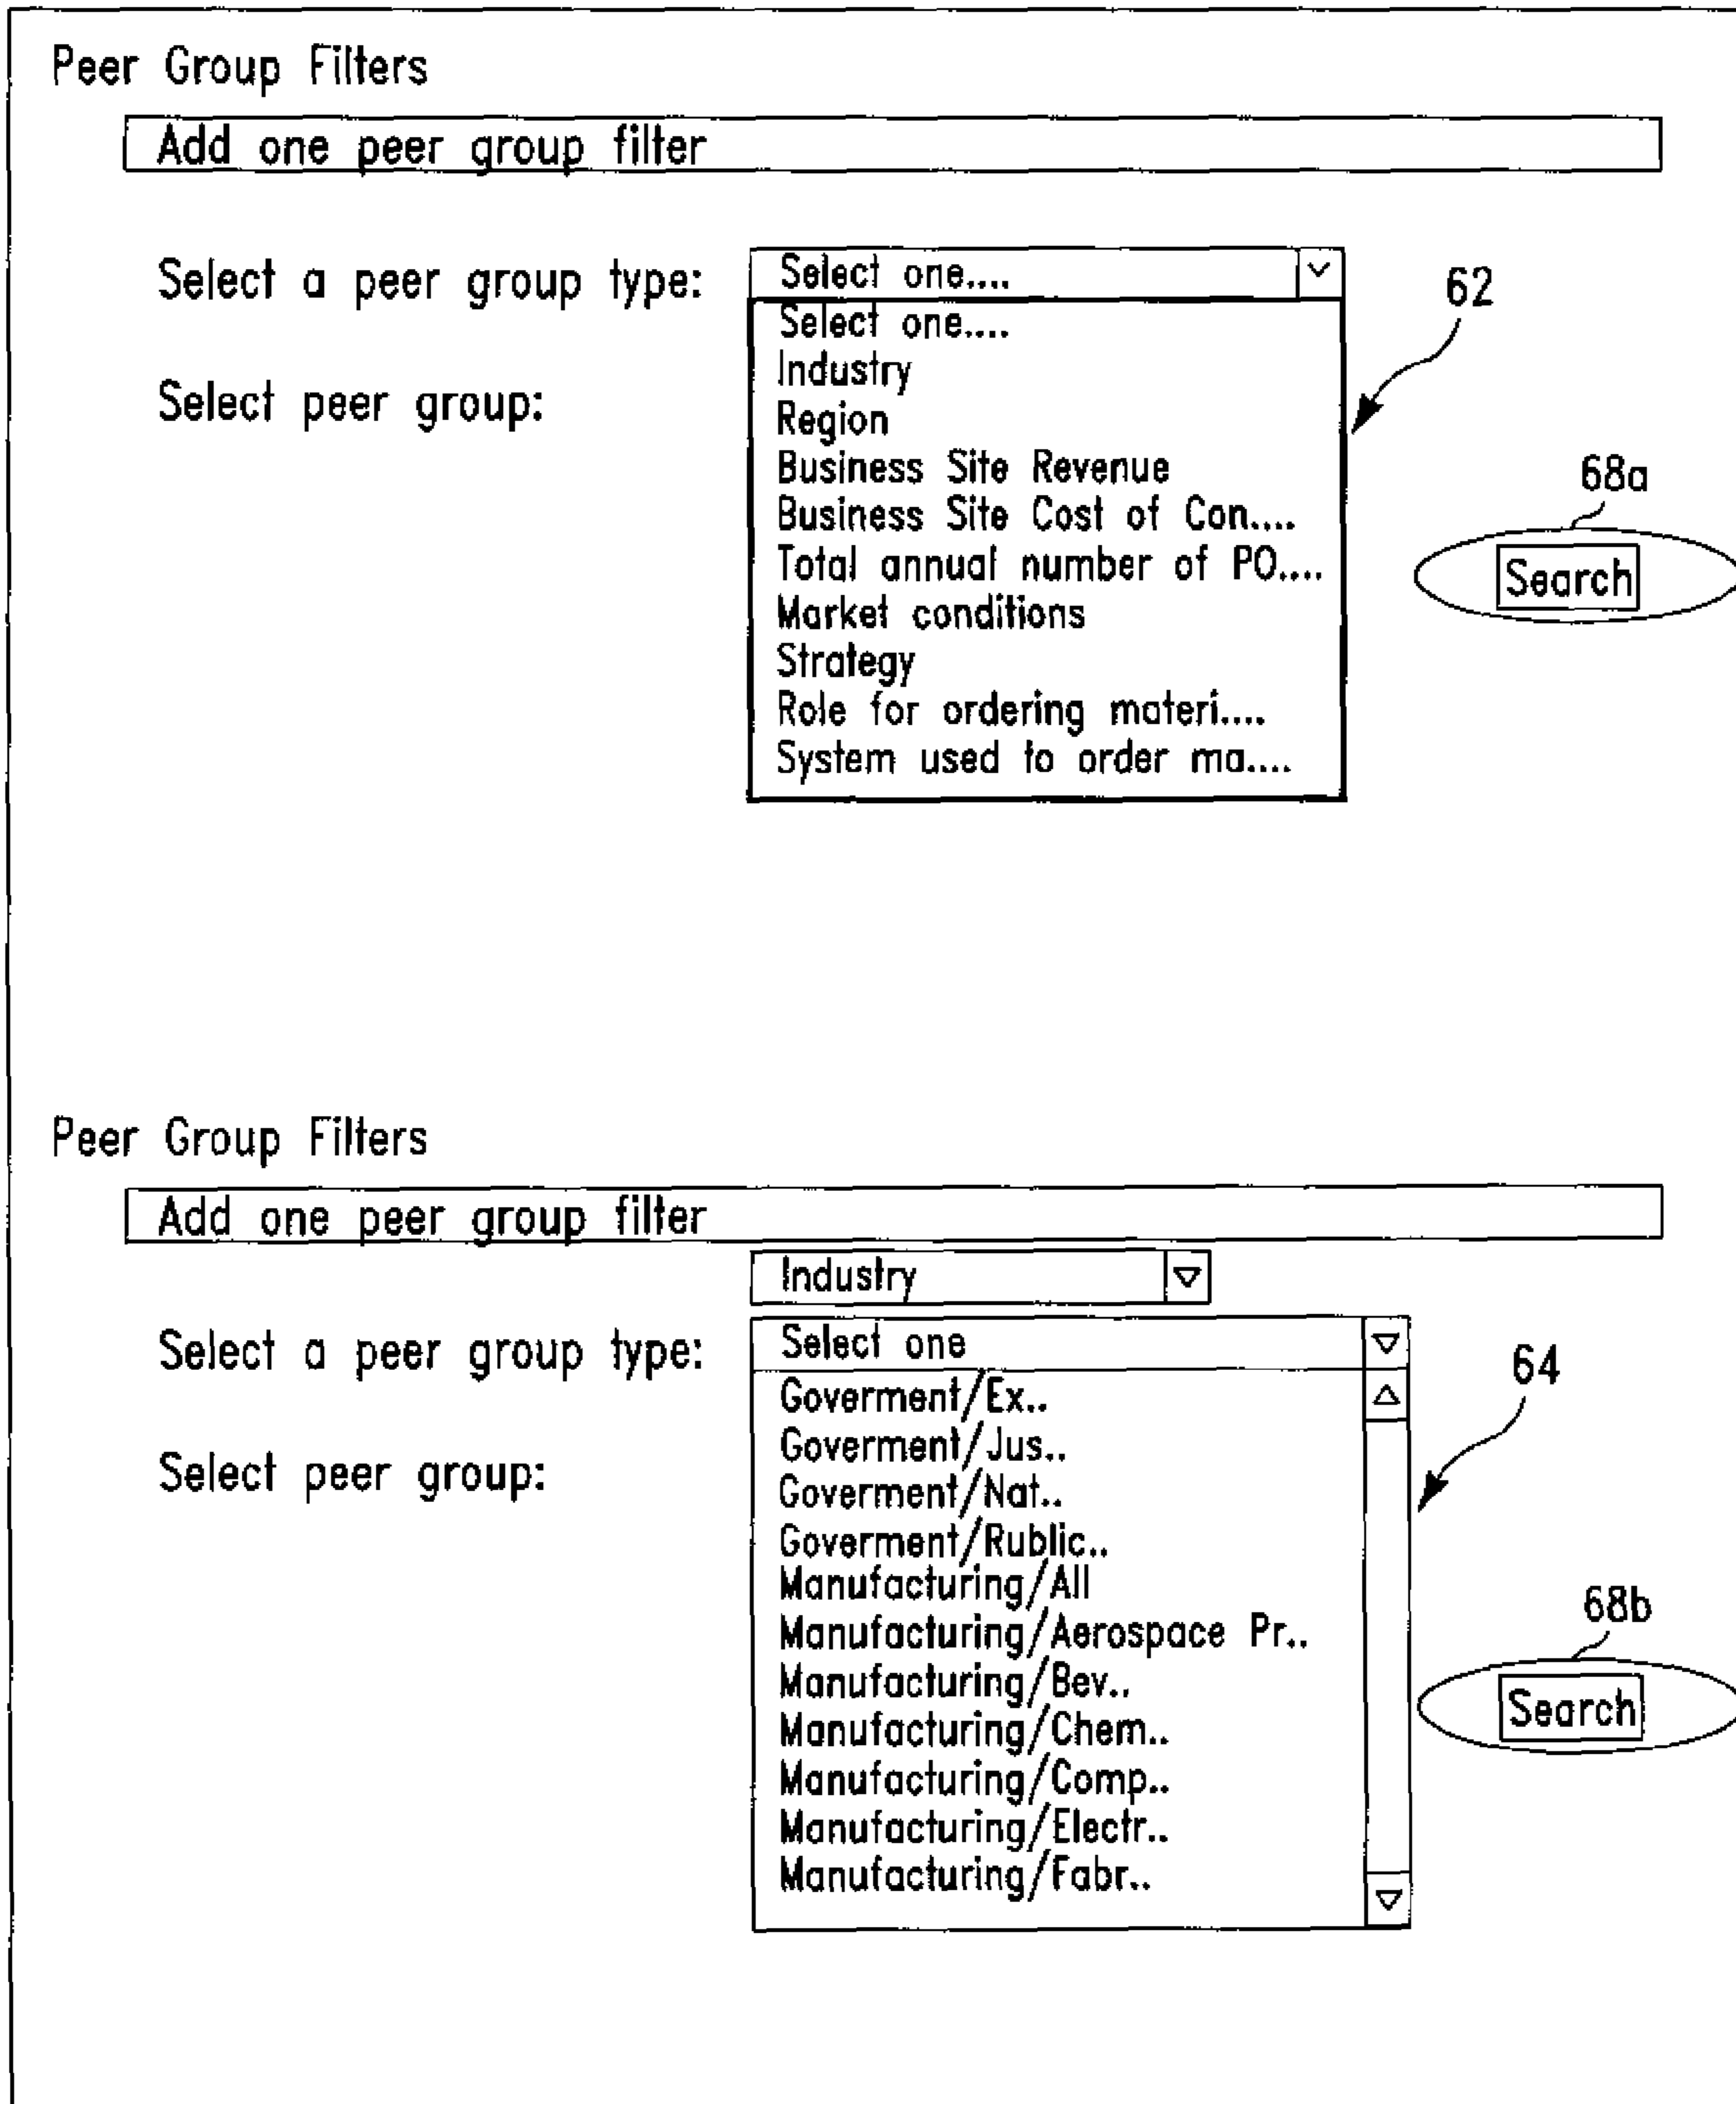 Peer Group Filters
Add one peer group filter
Select a peer group type:
Select one....
Select one....
Industry
Region
Business Site Revenue
Business Site Cost of Con....
Total annual number of PO....
Market conditions
Strategy
Role for ordering materi....
System used to order ma....
62
Select peer group:
68a
Search
Peer Group Filters
Add one peer group filter
Industry
Select a peer group type:
Select one
Goverment/Ex..
Goverment/Jus..
Goverment/Nat..
Goverment/Rublic..
Manufacturing/All
Manufacturing/Aerospace Pr..
Manufacturing/Bev..
Manufacturing/Chem..
Manufacturing/Comp..
Manufacturing/Electr..
Manufacturing/Fabr..
64
Select peer group:
68b
Search